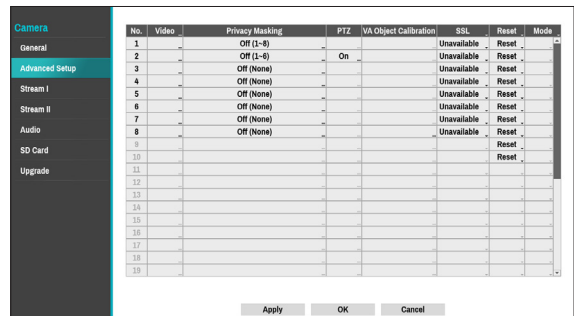 Camera
General
Advanced Setup
Stream I
Stream II
Audio
SD Card
Upgrade
No. Video Privacy Masking PTZ VA Object Calibration SSL Reset Mode
1 Off (1~8) Unavailable Reset
2 Off (1~6) On Unavailable Reset
3 Off (None) Unavailable Reset
4 Off (None) Unavailable Reset
5 Off (None) Unavailable Reset
6 Off (None) Unavailable Reset
7 Off (None) Unavailable Reset
8 Off (None) Unavailable Reset
9 Reset
10 Reset
11
12
13
14
15
16
17
18
19
Apply OK Cancel